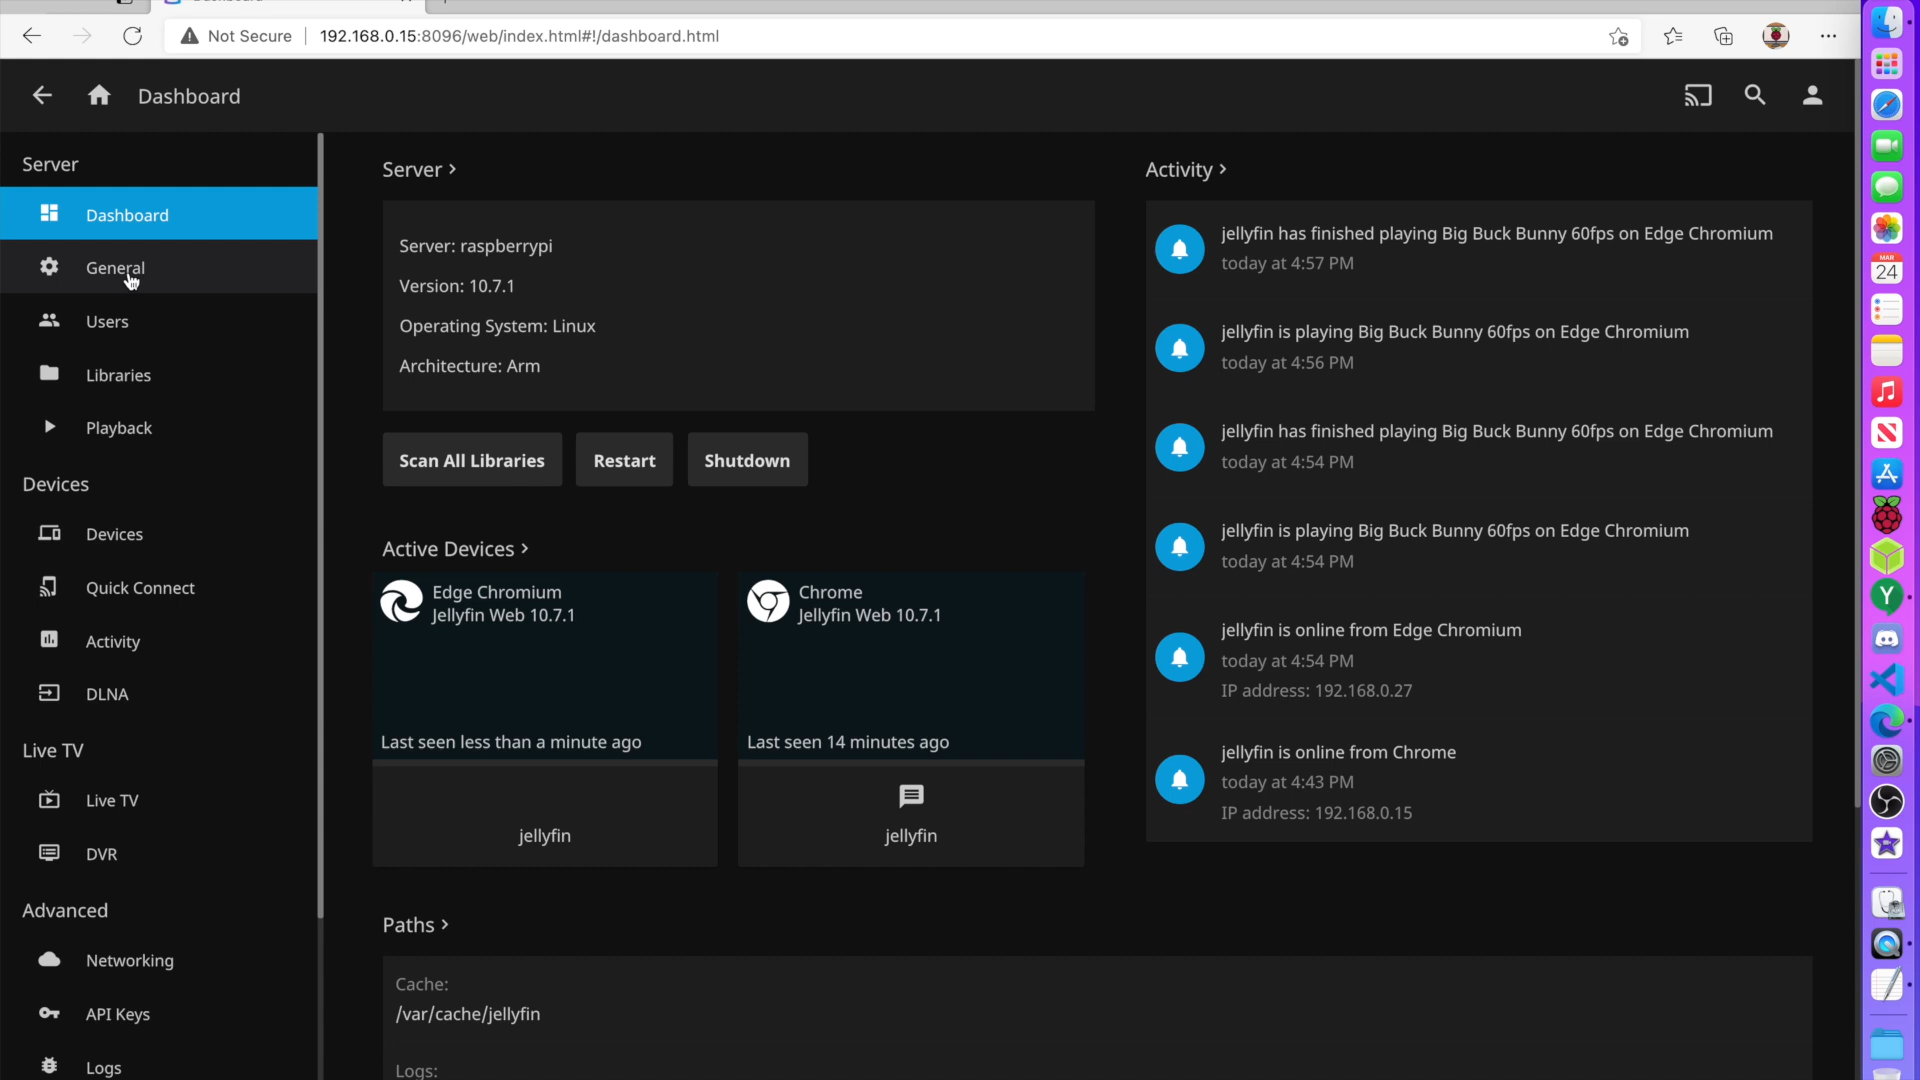 Not Secure
192.168.0.15:8096/web/index.html#!/dashboard.html
Dashboard
Server
Dashboard
General
Users
Libraries
Playback
Devices
Devices
Quick Connect
Activity
DLNA
Live TV
Live TV
DVR
Advanced
Networking
API Keys
Logs
Server
Server: raspberrypi
Version: 10.7.1
Operating System: Linux
Architecture: Arm
Scan All Libraries
Restart
Shutdown
Active Devices
Edge Chromium
Jellyfin Web 10.7.1
Last seen less than a minute ago
jellyfin
Chrome
Jellyfin Web 10.7.1
Last seen 14 minutes ago
jellyfin
Paths
Cache:
/var/cache/jellyfin
Logs:
Activity
jellyfin has finished playing Big Buck Bunny 60fps on Edge Chromium
today at 4:57 PM
jellyfin is playing Big Buck Bunny 60fps on Edge Chromium
today at 4:56 PM
jellyfin has finished playing Big Buck Bunny 60fps on Edge Chromium
today at 4:54 PM
jellyfin is playing Big Buck Bunny 60fps on Edge Chromium
today at 4:54 PM
jellyfin is online from Edge Chromium
today at 4:54 PM
IP address: 192.168.0.27
jellyfin is online from Chrome
today at 4:43 PM
IP address: 192.168.0.15
MAR
24
Y